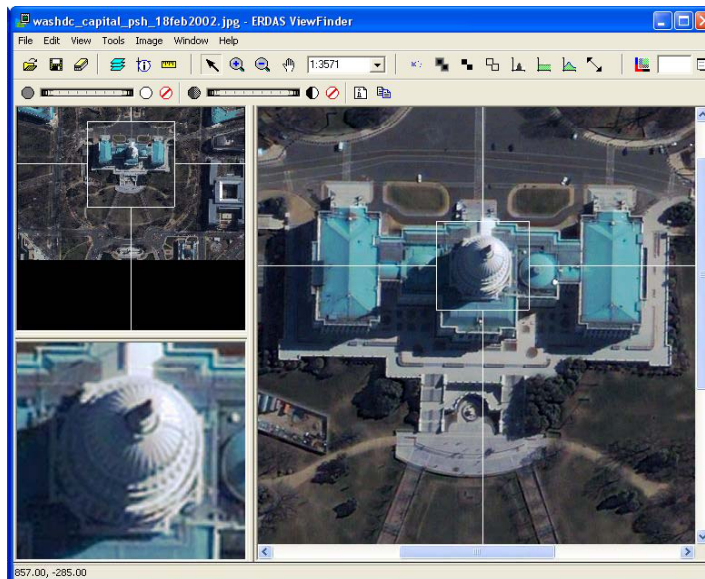 washdc_capital_psh_18feb2002.jpg - ERDAS ViewFinder
File Edit View Tools Image Window Help
1:3571
857.00, -285.00